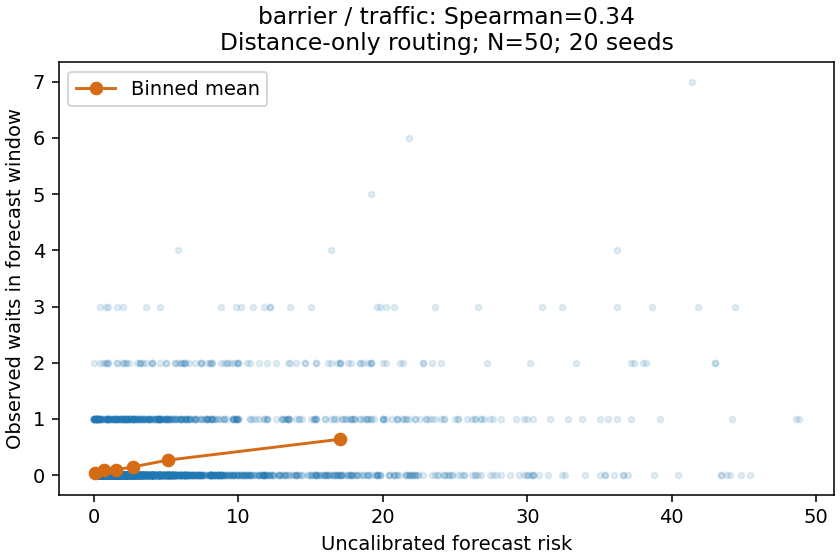 barrier / traffic: Spearman=0.34
Distance-only routing; N=50; 20 seeds
Binned mean
Observed waits in forecast window
7
6
5
4
3
2
1
0
0 10 20 30 40 50
Uncalibrated forecast risk